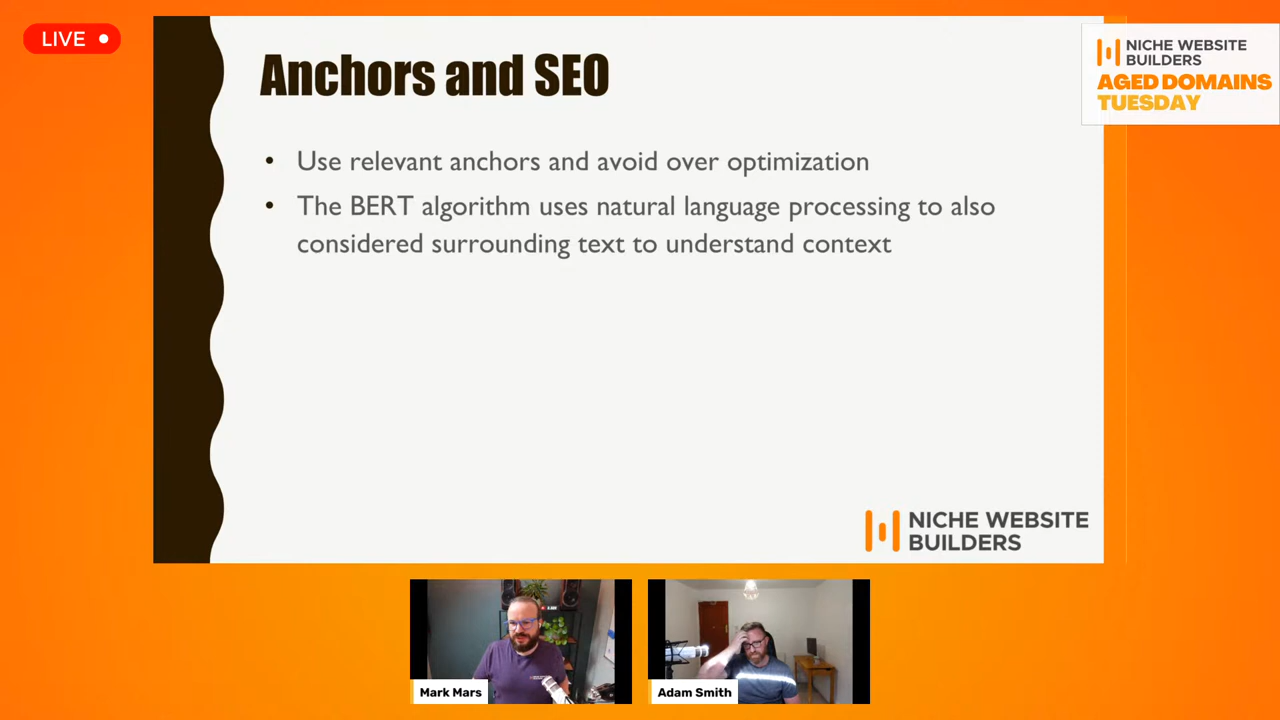 LIVE
NICHE WEBSITE
BUILDERS
AGED DOMAINS
TUESDAY
Anchors and SEO
• Use relevant anchors and avoid over optimization
• The BERT algorithm uses natural language processing to also
considered surrounding text to understand context
NICHE WEBSITE
BUILDERS
Mark Mars
Adam Smith